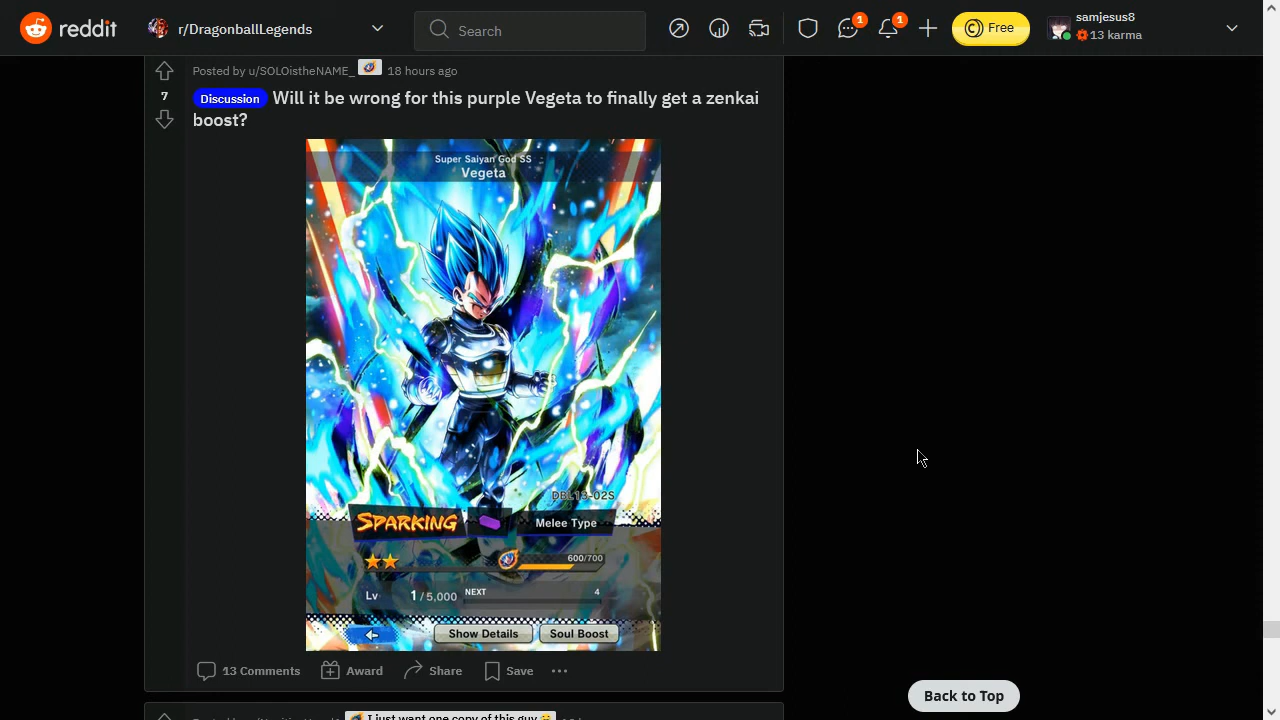 reddit
r/DragonballLegends
Search
1
1
Free
samjesus8
13 karma
Posted by u/SOLOistheNAME_ 18 hours ago
7
Discussion Will it be wrong for this purple Vegeta to finally get a zenkai
boost?
Super Saiyan God SS
Vegeta
DBL13-02S
SPARKING
Melee Type
600/700
Lv 1/5,000 NEXT 4
Show Details
Soul Boost
13 Comments
Award
Share
Save
Back to Top
I just want one copy of this guy